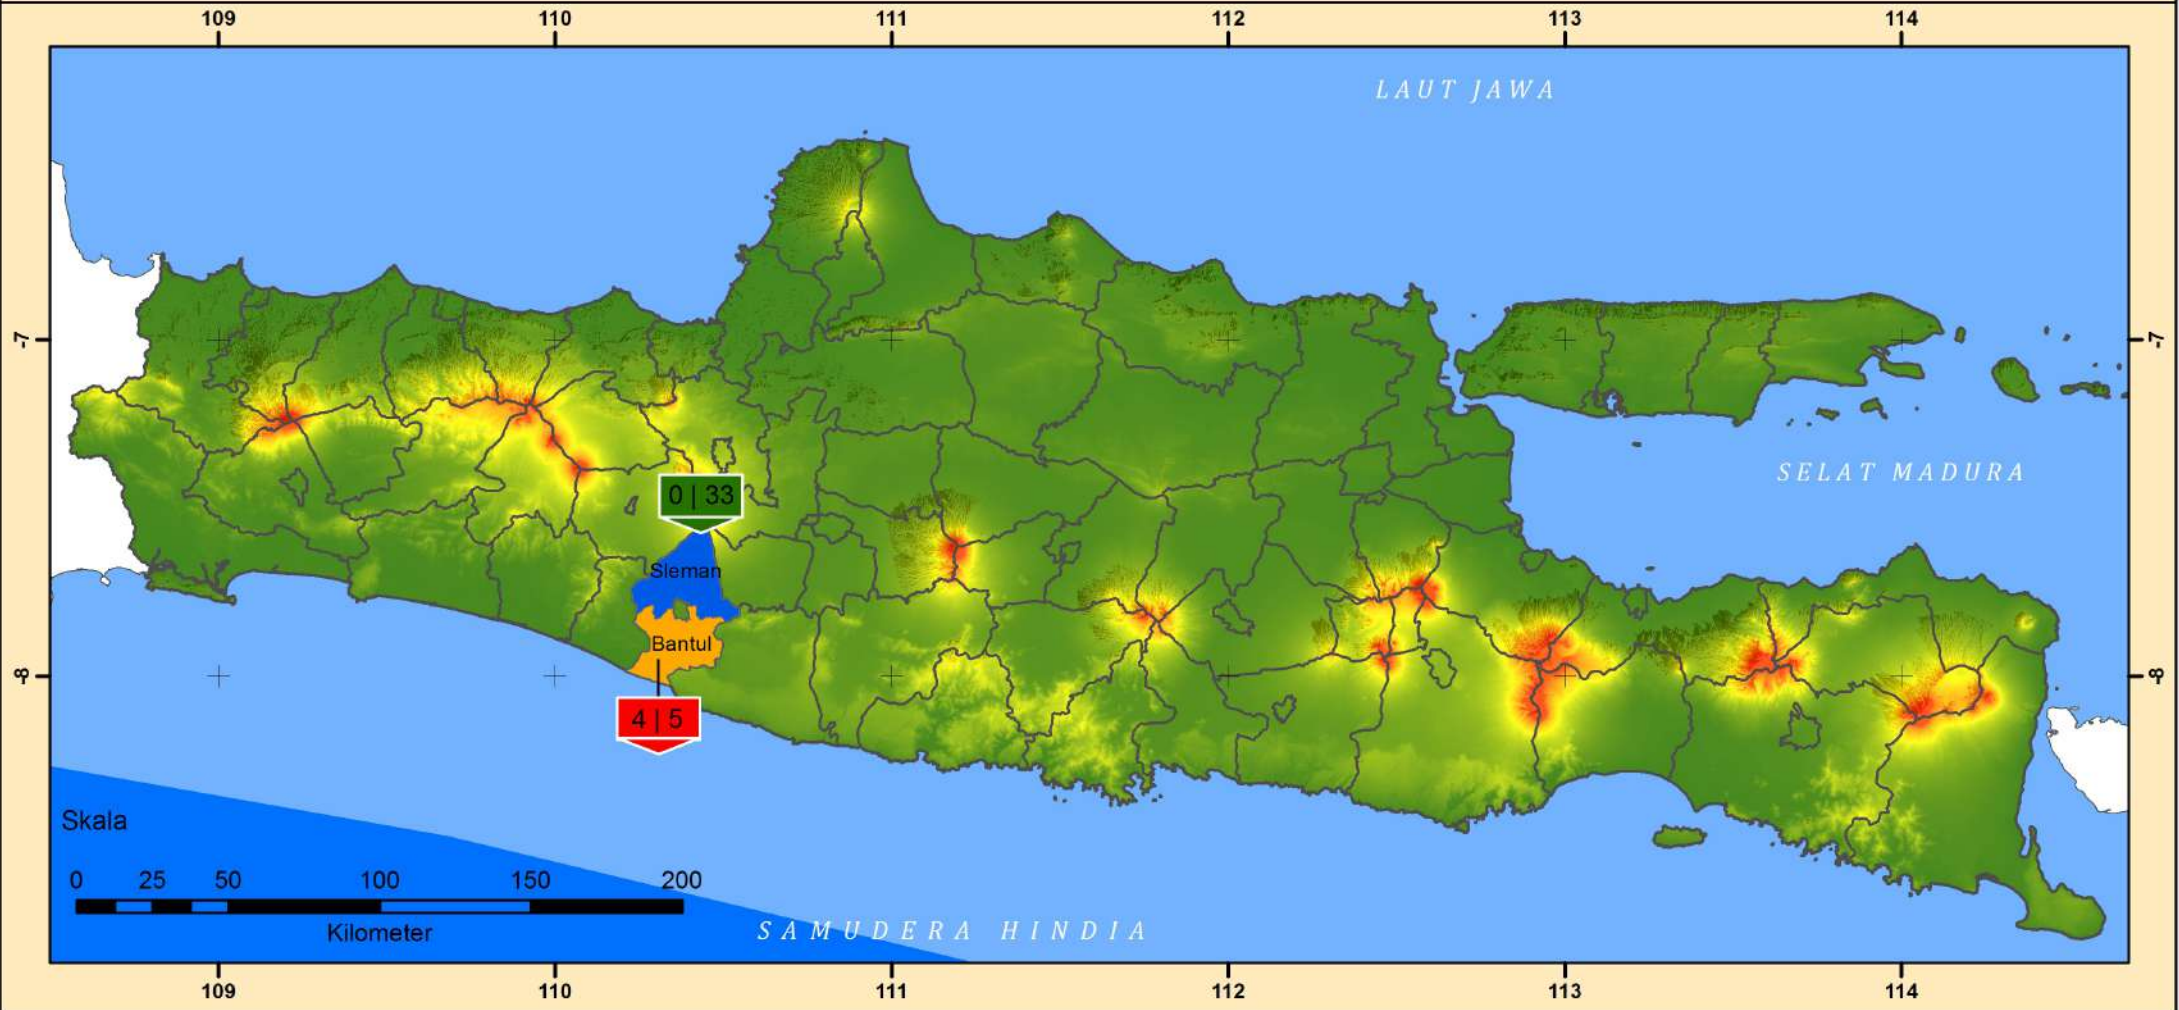 109 110 111 112 113 114
LAUT JAWA
-7 -7
SELAT MADURA
0 | 33
Sleman
Bantul
-8 -8
4 | 5
Skala
0 25 50 100 150 200
Kilometer
SAMUDERA HINDIA
109 110 111 112 113 114